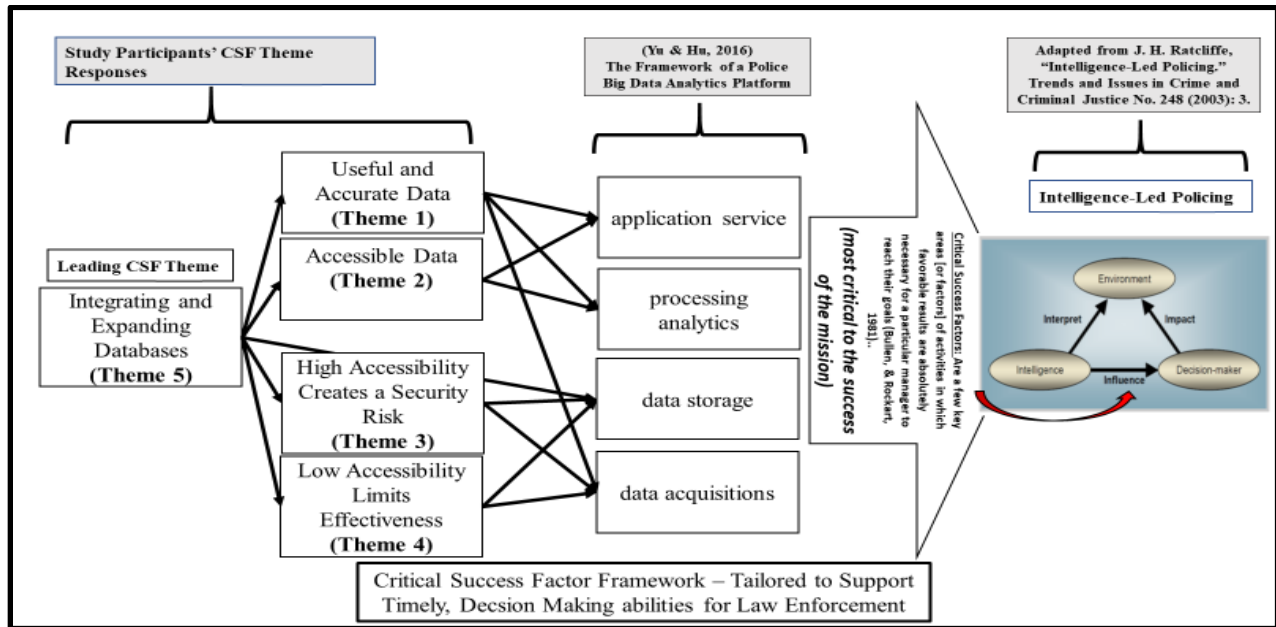 Study Participants’ CSF Theme
Responses
(Yu & Hu, 2016)
The Framework of a Police
Big Data Analytics Platform
Adapted from J. H. Ratcliffe,
“Intelligence-Led Policing.”
Trends and Issues in Crime and
Criminal Justice No. 248 (2003): 3.
Leading CSF Theme
Integrating and
Expanding
Databases
(Theme 5)
Useful and
Accurate Data
(Theme 1)
Accessible Data
(Theme 2)
High Accessibility
Creates a Security
Risk
(Theme 3)
Low Accessibility
Limits
Effectiveness
(Theme 4)
application service
processing
analytics
data storage
data acquisitions
Critical Success Factors: Are a few key
areas [or factors] of activities in which
favorable results are absolutely
necessary for a particular manager to
reach their goals (Bullen, & Rockart,
1981)..
(most critical to the success
of the mission)
Intelligence-Led Policing
Environment
Interpret
Impact
Intelligence
Influence
Decision-maker
Critical Success Factor Framework – Tailored to Support
Timely, Decsion Making abilities for Law Enforcement